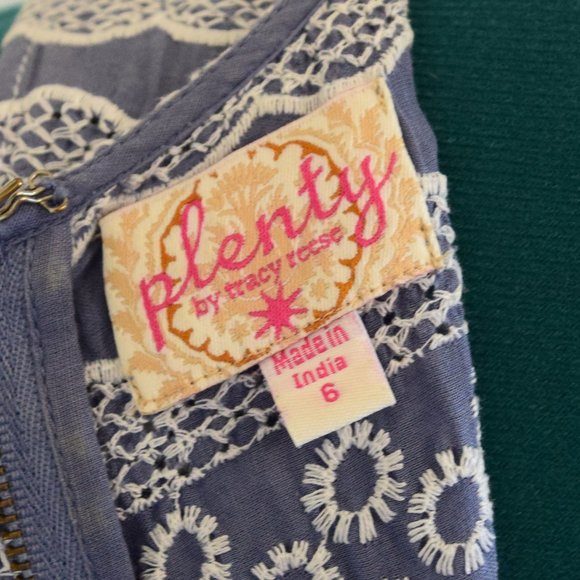 plenty
by tracy reese
Made in
India
6